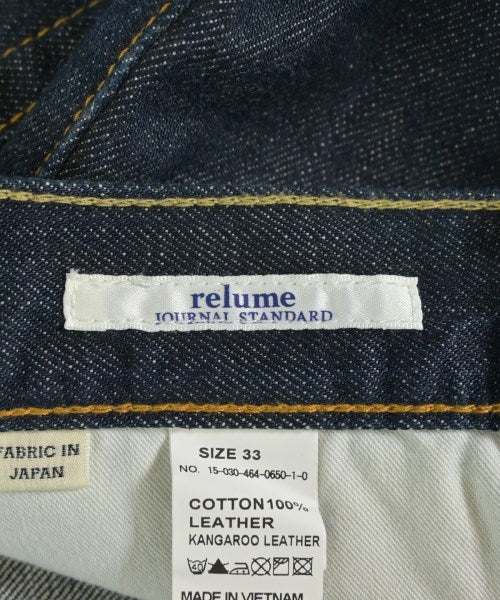 relume
JOURNAL STANDARD
FABRIC IN
JAPAN
SIZE 33
NO. 15-030-464-0650-1-0
COTTON100%
LEATHER
KANGAROO LEATHER
40
MADE IN VIETNAM